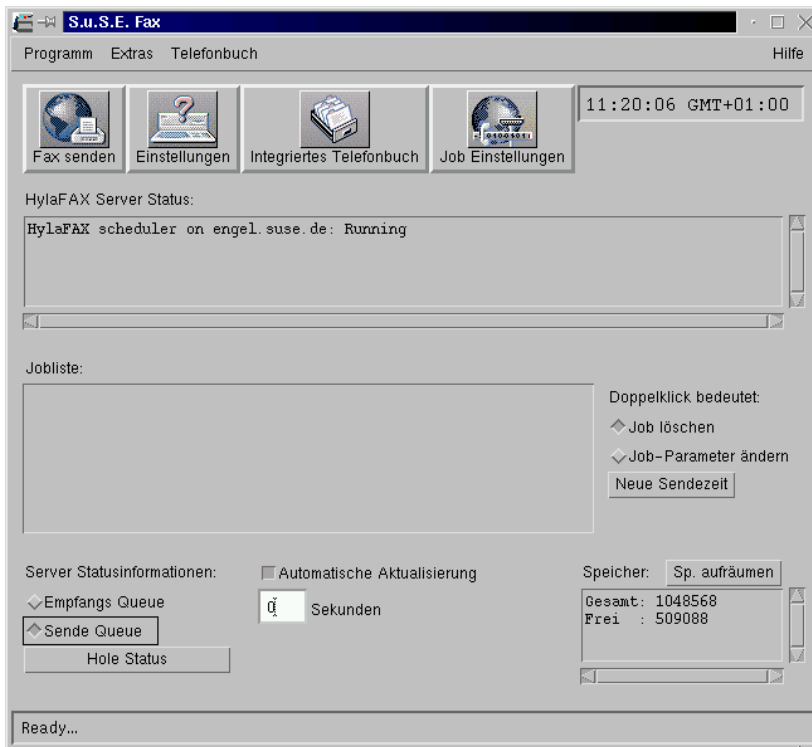 S.u.S.E. Fax
Programm Extras Telefonbuch Hilfe
Fax senden Einstellungen Integriertes Telefonbuch Job Einstellungen
11:20:06 GMT+01:00
HylaFAX Server Status:
HylaFAX scheduler on engel.suse.de: Running
Jobliste:
Doppelklick bedeutet:
Job löschen
Job-Parameter ändern
Neue Sendezeit
Server Statusinformationen:
Empfangs Queue
Sende Queue
Hole Status
Automatische Aktualisierung
0 Sekunden
Speicher: Sp. aufräumen
Gesamt: 1048568
Frei : 509088
Ready...